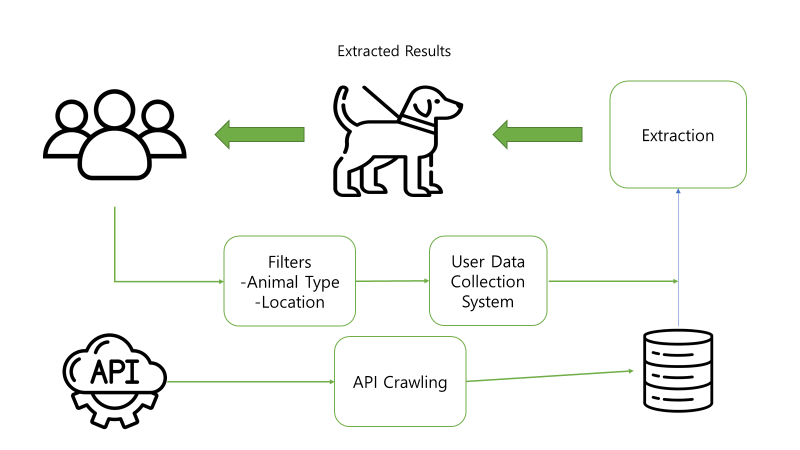 Extracted Results
Extraction
Filters
-Animal Type
-Location
User Data
Collection
System
API
API Crawling